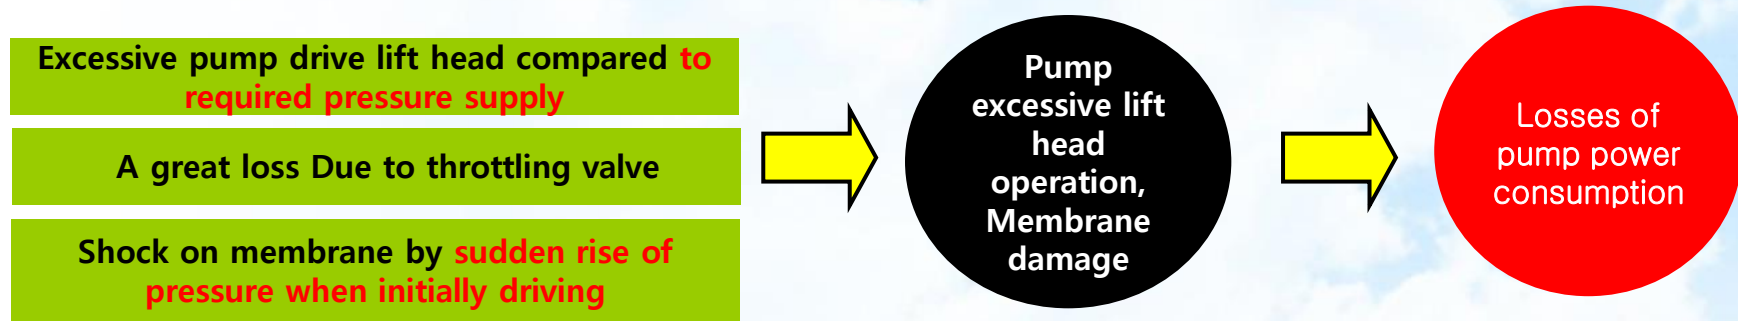 Excessive pump drive lift head compared to
required pressure supply
A great loss Due to throttling valve
Shock on membrane by sudden rise of
pressure when initially driving
Pump
excessive lift
head
operation,
Membrane
damage
Losses of
pump power
consumption